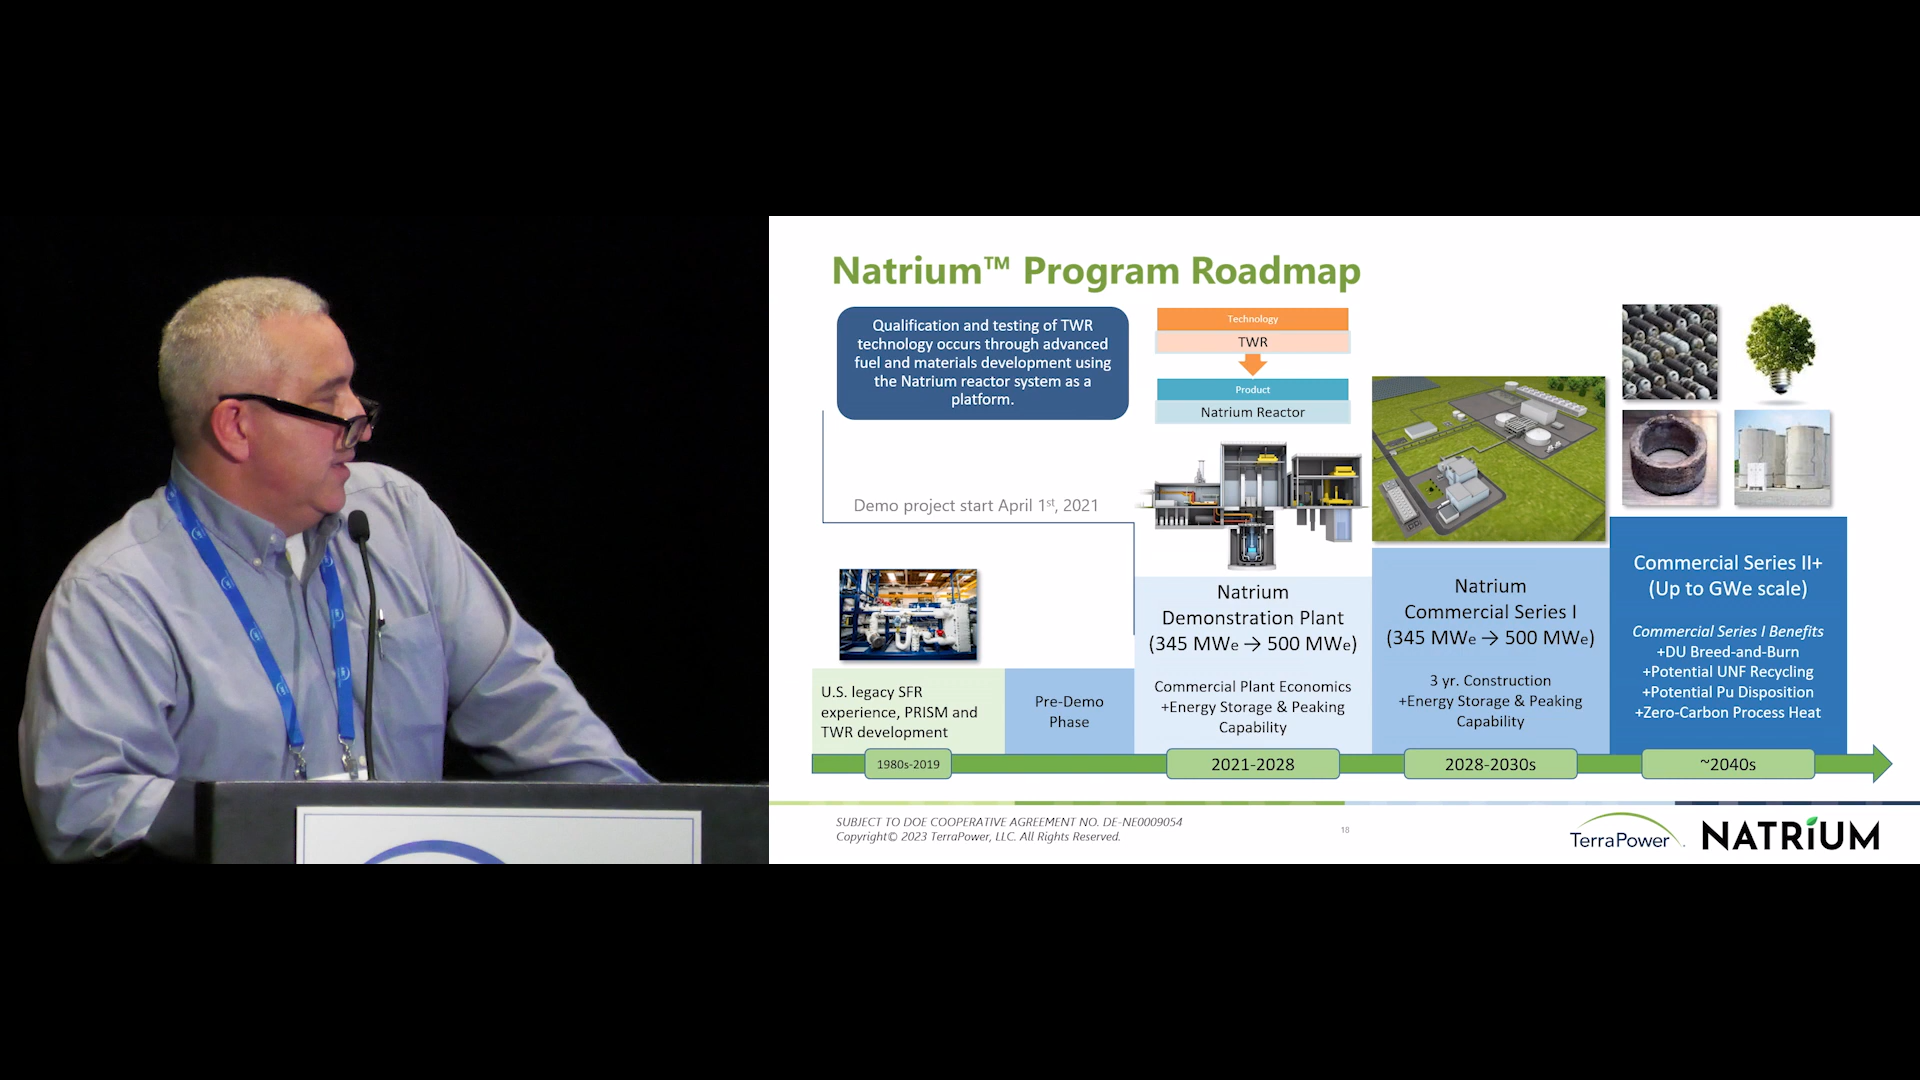 Natrium™ Program Roadmap
Qualification and testing of TWR
technology occurs through advanced
fuel and materials development using
the Natrium reactor system as a
platform.
Technology
TWR
Product
Natrium Reactor
Demo project start April 1st, 2021
U.S. legacy SFR
experience, PRISM and
TWR development
Pre-Demo
Phase
Natrium
Demonstration Plant
(345 MWe → 500 MWe)
Commercial Plant Economics
+Energy Storage & Peaking
Capability
Natrium
Commercial Series I
(345 MWe → 500 MWe)
3 yr. Construction
+Energy Storage & Peaking
Capability
Commercial Series II+
(Up to GWe scale)
Commercial Series I Benefits
+DU Breed-and-Burn
+Potential UNF Recycling
+Potential Pu Disposition
+Zero-Carbon Process Heat
1980s-2019
2021-2028
2028-2030s
~2040s
SUBJECT TO DOE COOPERATIVE AGREEMENT NO. DE-NE0009054
Copyright© 2023 TerraPower, LLC. All Rights Reserved.
18
TerraPower
NATRIUM